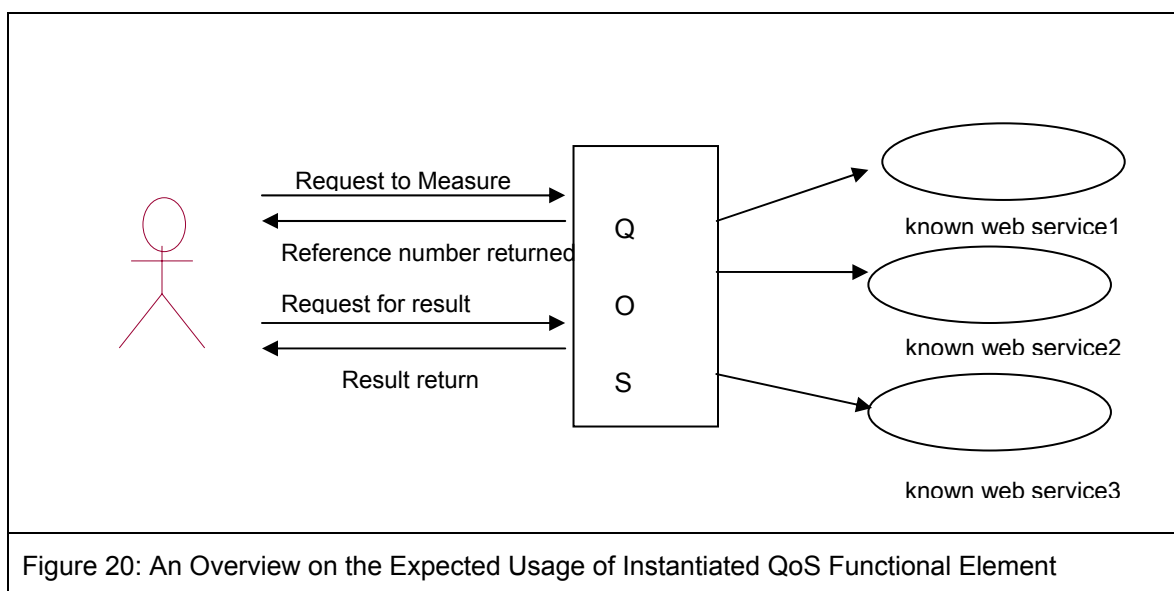 Request to Measure
Reference number returned
Request for result
Result return
Q
O
S
known web service1
known web service2
known web service3
Figure 20: An Overview on the Expected Usage of Instantiated QoS Functional Element